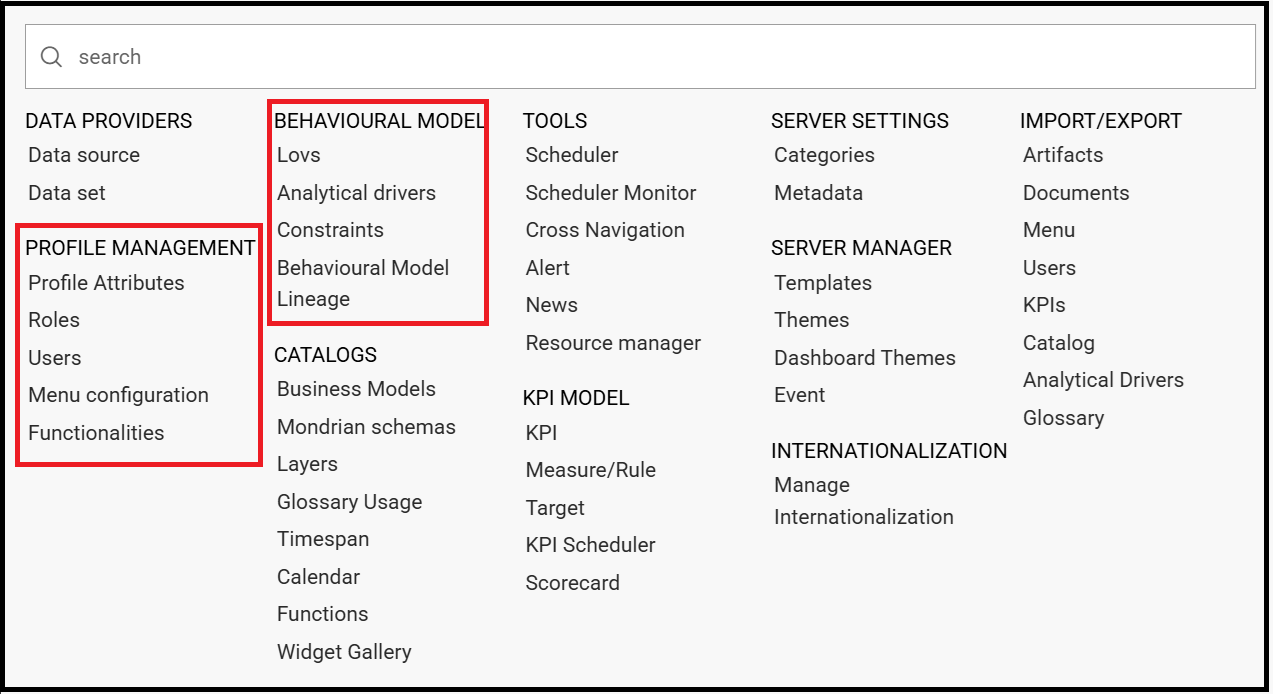 search
DATA PROVIDERS
Data source
Data set
PROFILE MANAGEMENT
Profile Attributes
Roles
Users
Menu configuration
Functionalities
BEHAVIOURAL MODEL
Lovs
Analytical drivers
Constraints
Behavioural Model
Lineage
CATALOGS
Business Models
Mondrian schemas
Layers
Glossary Usage
Timespan
Calendar
Functions
Widget Gallery
TOOLS
Scheduler
Scheduler Monitor
Cross Navigation
Alert
News
Resource manager
KPI MODEL
KPI
Measure/Rule
Target
KPI Scheduler
Scorecard
SERVER SETTINGS
Categories
Metadata
SERVER MANAGER
Templates
Themes
Dashboard Themes
Event
INTERNATIONALIZATION
Manage
Internationalization
IMPORT/EXPORT
Artifacts
Documents
Menu
Users
KPIs
Catalog
Analytical Drivers
Glossary